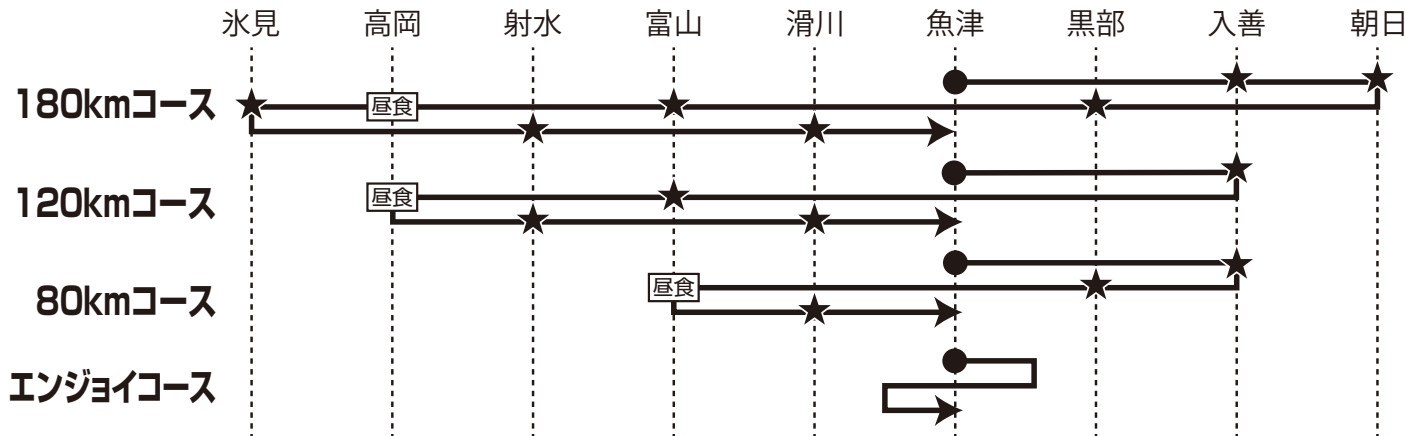 氷見 高岡 射水 富山 滑川 魚津 黒部 入善 朝日
180kmコース
昼食
120kmコース
昼食
80kmコース
昼食
エンジョイコース